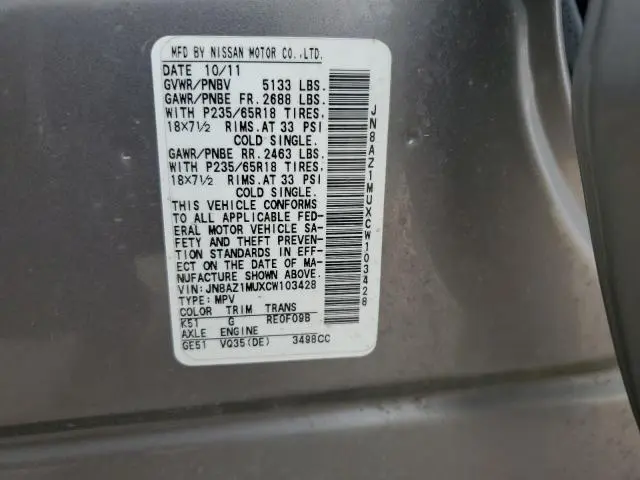 MFD BY NISSAN MOTOR CO.,LTD.
DATE 10/11
GVWR/PNBV 5133 LBS.
GAWR/PNBE FR. 2688 LBS.
WITH P235/65R18 TIRES,
18X7½ RIMS. AT 33 PSI
COLD SINGLE.
GAWR/PNBE RR. 2463 LBS.
WITH P235/65R18 TIRES,
18X7½ RIMS. AT 33 PSI
COLD SINGLE.
THIS VEHICLE CONFORMS
TO ALL APPLICABLE FED-
ERAL MOTOR VEHICLE SA-
FETY AND THEFT PREVEN-
TION STANDARDS IN EFF-
ECT ON THE DATE OF MA-
NUFACTURE SHOWN ABOVE.
VIN: JN8AZ1MUXCW103428
TYPE: MPV
COLOR TRIM TRANS
K51 G RE0F09B
AXLE ENGINE
GE51 VQ35(DE) 3498CC
JN8AZ1MUXCW103428